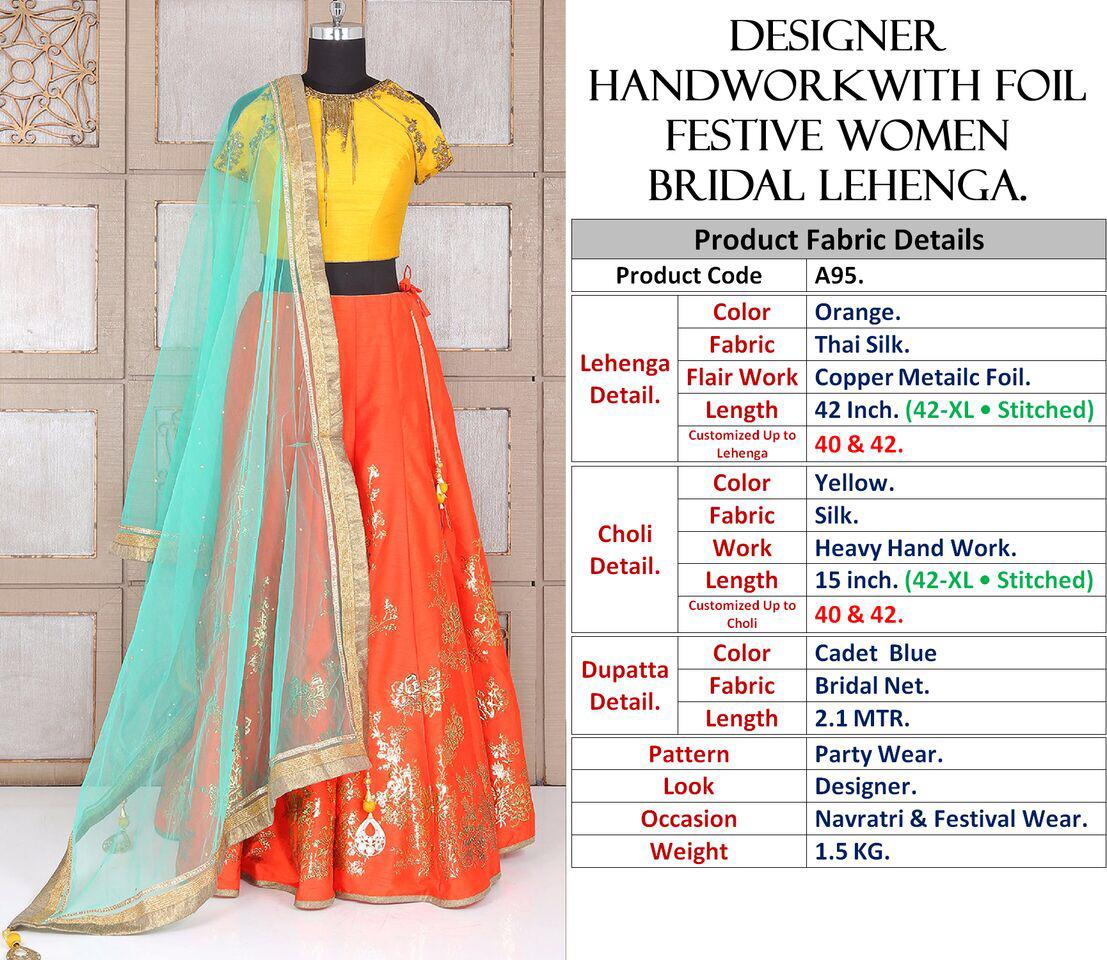 DESIGNER
HANDWORKWITH FOIL
FESTIVE WOMEN
BRIDAL LEHENGA.
Product Fabric Details
Product Code A95.
Lehenga
Detail.
Color Orange.
Fabric Thai Silk.
Flair Work Copper Metailc Foil.
Length 42 Inch. (42-XL • Stitched)
Customized Up to
Lehenga
40 & 42.
Choli
Detail.
Color Yellow.
Fabric Silk.
Work Heavy Hand Work.
Length 15 inch. (42-XL • Stitched)
Customized Up to
Choli
40 & 42.
Dupatta
Detail.
Color Cadet Blue
Fabric Bridal Net.
Length 2.1 MTR.
Pattern Party Wear.
Look Designer.
Occasion Navratri & Festival Wear.
Weight 1.5 KG.